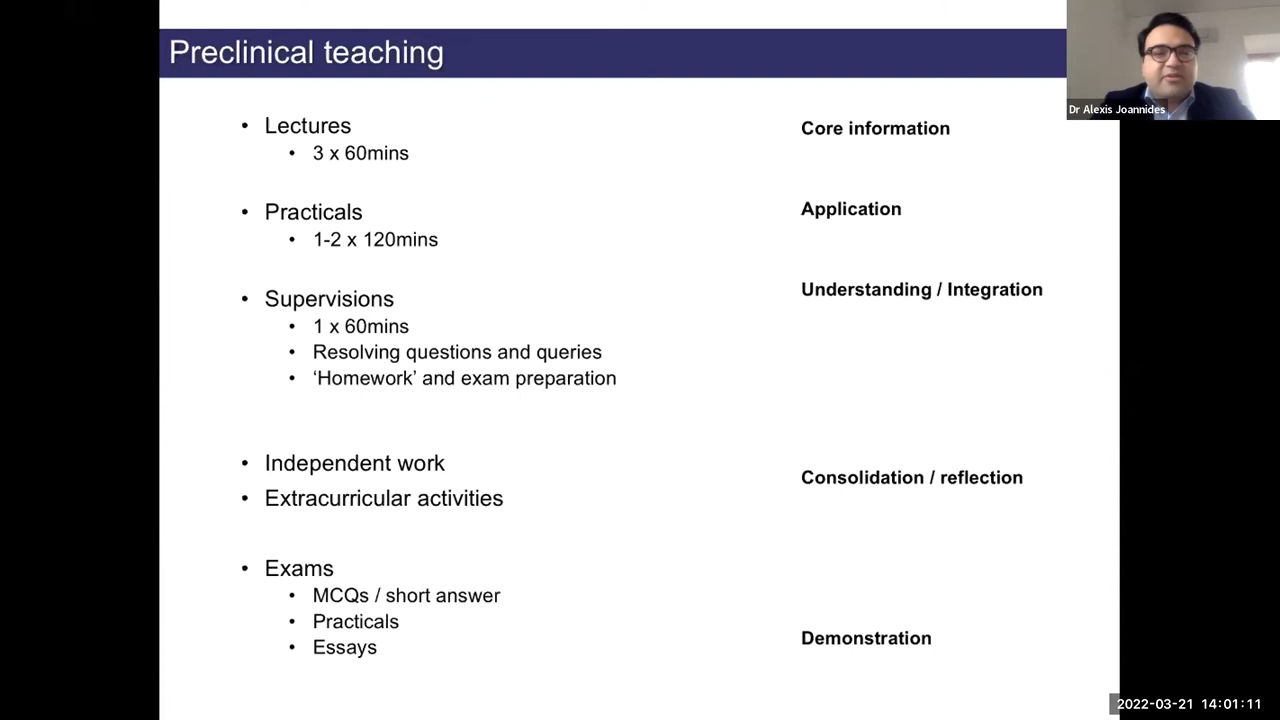 Preclinical teaching
Dr Alexis Joannides
• Lectures
• 3 x 60mins
Core information
• Practicals
• 1-2 x 120mins
Application
• Supervisions
• 1 x 60mins
• Resolving questions and queries
• ‘Homework’ and exam preparation
Understanding / Integration
• Independent work
• Extracurricular activities
Consolidation / reflection
• Exams
• MCQs / short answer
• Practicals
• Essays
Demonstration
2022-03-21 14:01:11